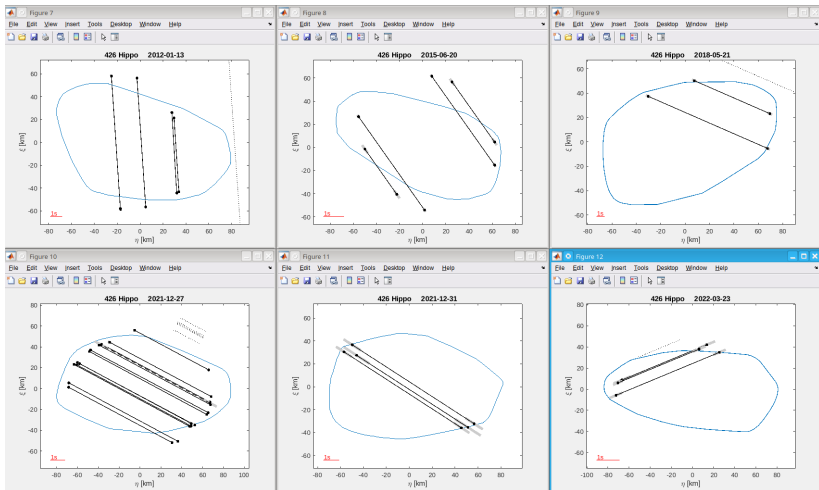 Figure 7
File Edit View Insert Tools Desktop Window Help
426 Hippo 2012-01-13
ξ [km]
60
40
20
0
-20
-40
-60
1s
-80 -60 -40 -20 0 20 40 60 80
η [km]
Figure 8
File Edit View Insert Tools Desktop Window Help
426 Hippo 2015-06-20
ξ [km]
60
40
20
0
-20
-40
-60
1s
-80 -60 -40 -20 0 20 40 60 80
η [km]
Figure 9
File Edit View Insert Tools Desktop Window Help
426 Hippo 2018-05-21
ξ [km]
60
40
20
0
-20
-40
-60
1s
-80 -60 -40 -20 0 20 40 60 80
η [km]
Figure 10
File Edit View Insert Tools Desktop Window Help
426 Hippo 2021-12-27
ξ [km]
80
60
40
20
0
-20
-40
-60
1s
-80 -60 -40 -20 0 20 40 60 80 100
η [km]
Figure 11
File Edit View Insert Tools Desktop Window Help
426 Hippo 2021-12-31
ξ [km]
60
40
20
0
-20
-40
-60
1s
-80 -60 -40 -20 0 20 40 60 80
η [km]
Figure 12
File Edit View Insert Tools Desktop Window Help
426 Hippo 2022-03-23
ξ [km]
80
60
40
20
0
-20
-40
-60
1s
-80 -60 -40 -20 0 20 40 60 80
η [km]